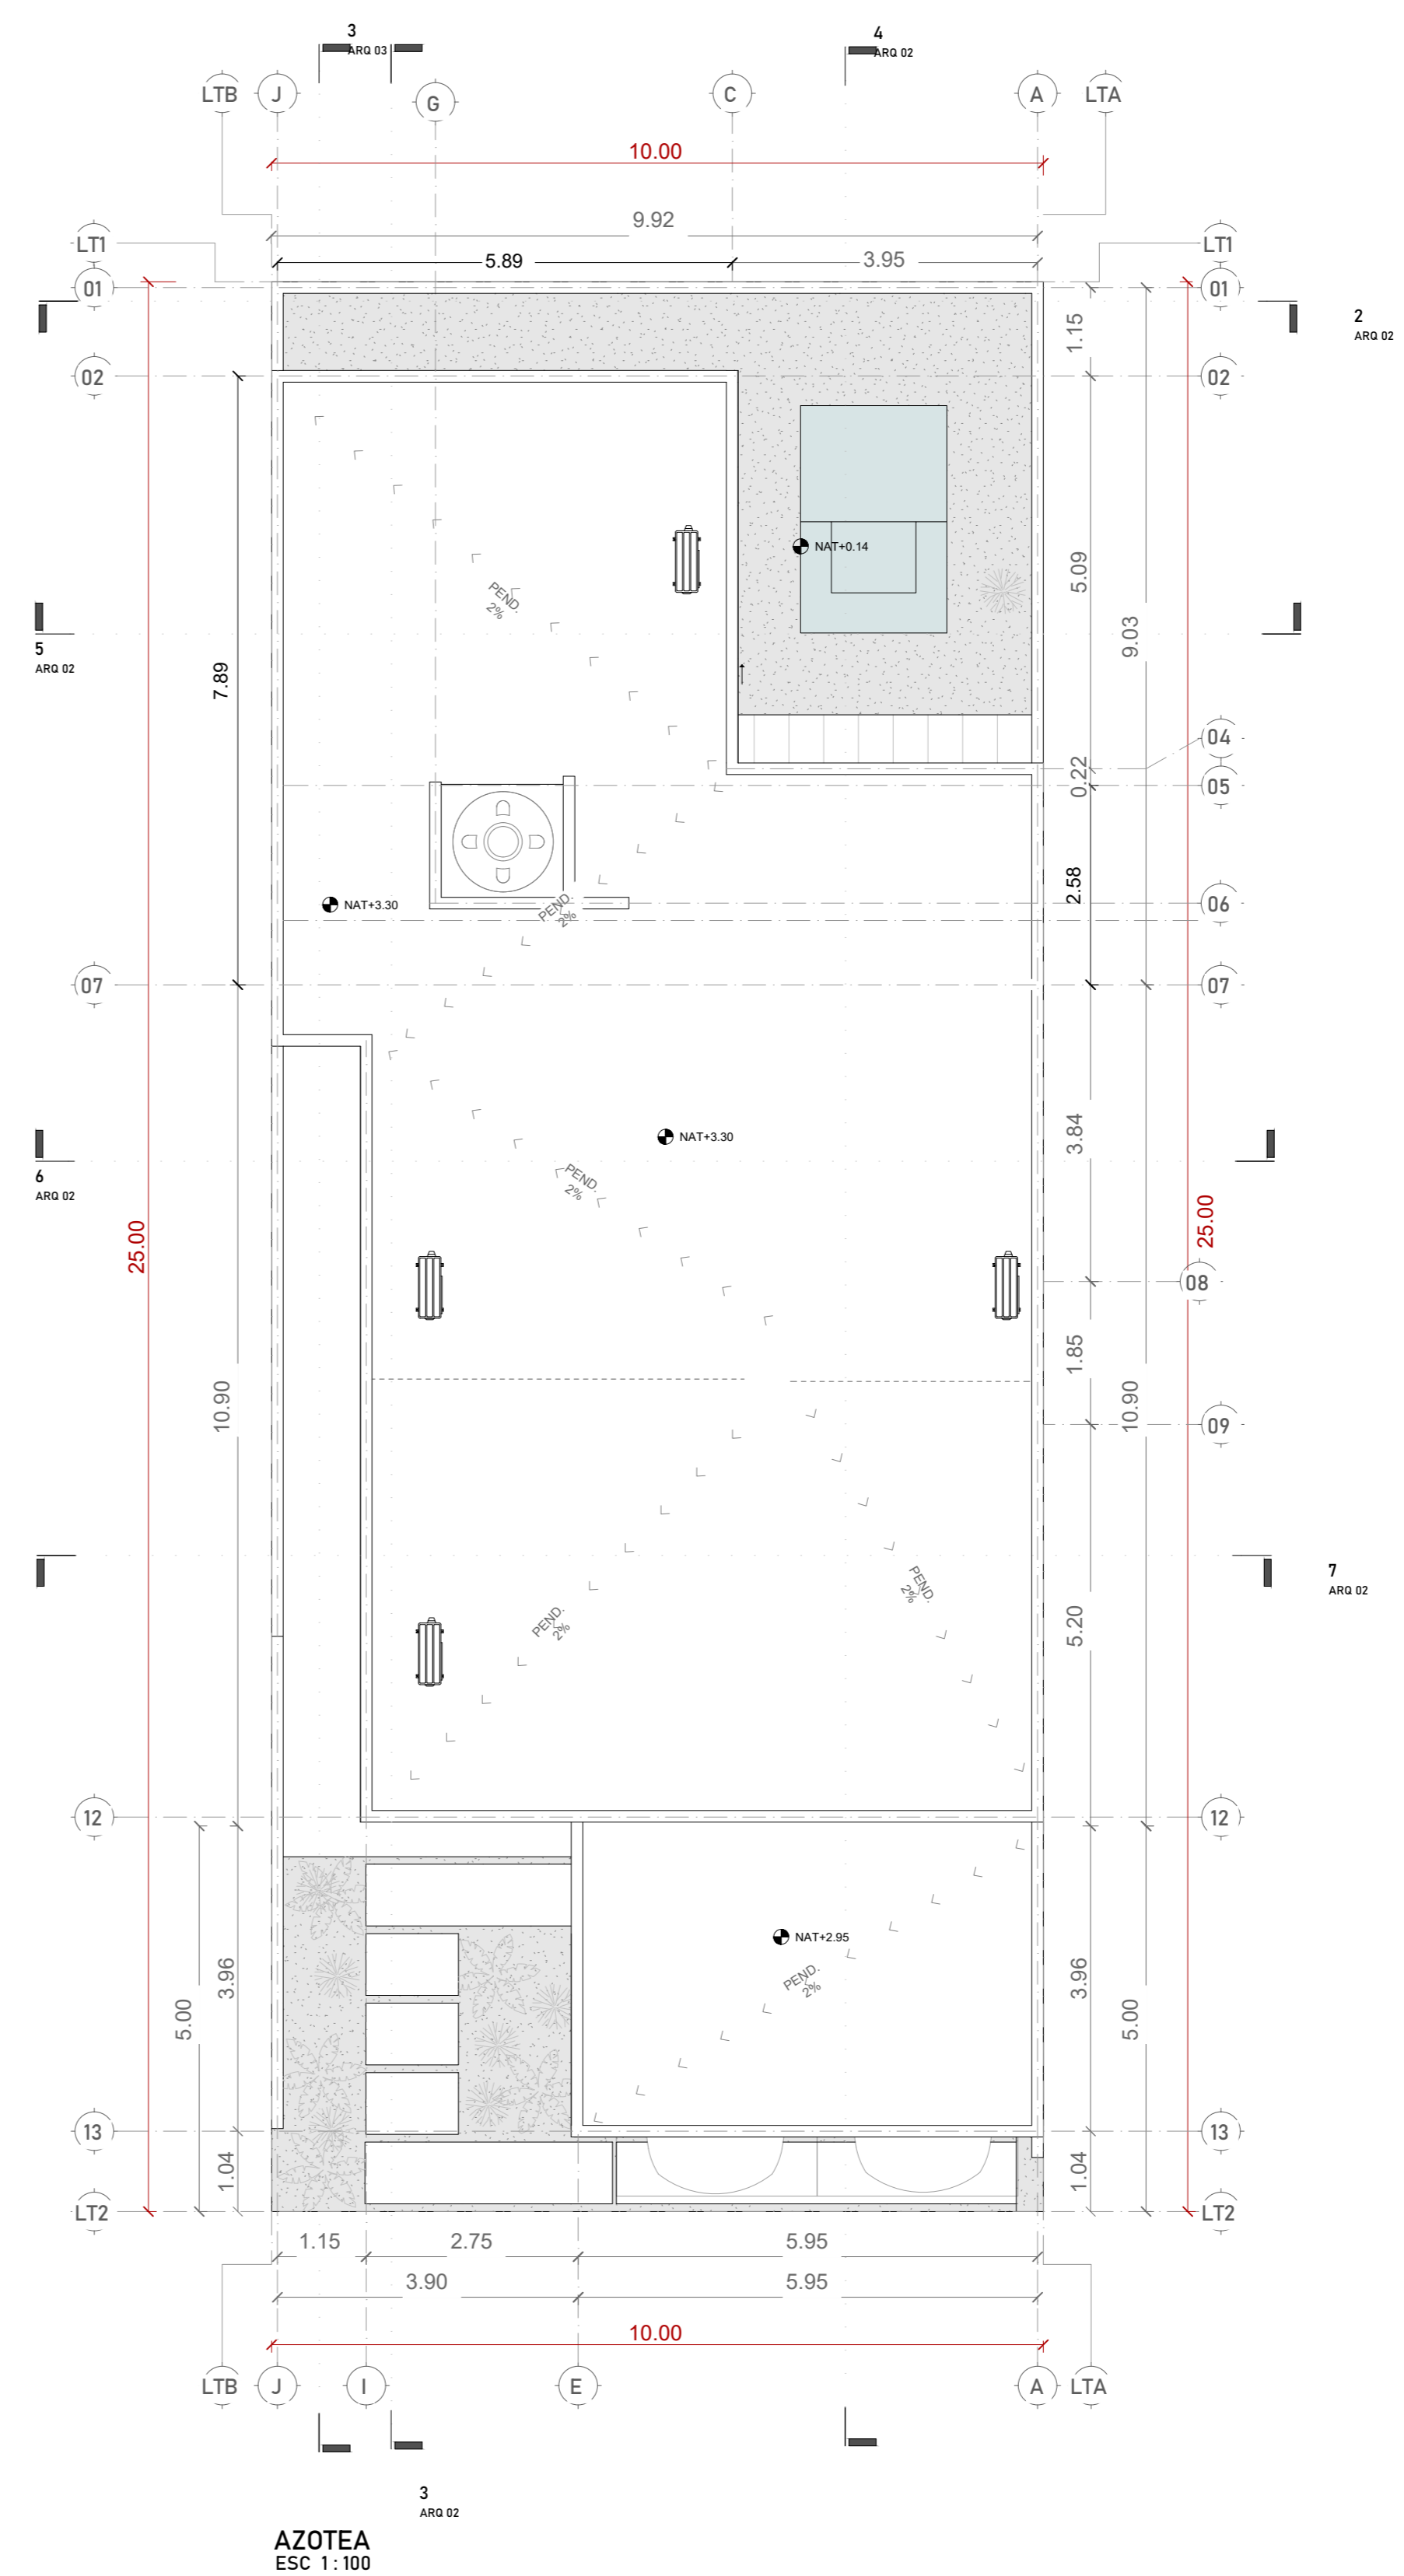 3
ARQ 03
4
ARQ 02
LTB
J
G
C
A
LTA
10.00
9.92
5.89
3.95
LT1
LT1
01
01
1.15
2
ARQ 02
02
02
NAT+0.14
5.09
PEND.
2%
9.03
5
ARQ 02
7.89
04
0.22
05
2.58
NAT+3.30
PEND.
2%
06
07
07
NAT+3.30
3.84
6
ARQ 02
PEND.
2%
25.00
25.00
08
1.85
10.90
10.90
09
7
ARQ 02
PEND.
2%
PEND.
2%
5.20
12
12
NAT+2.95
PEND.
2%
3.96
3.96
5.00
5.00
13
13
1.04
1.04
LT2
LT2
1.15
2.75
5.95
3.90
5.95
10.00
LTB
J
I
E
A
LTA
3
ARQ 02
AZOTEA
ESC 1:100